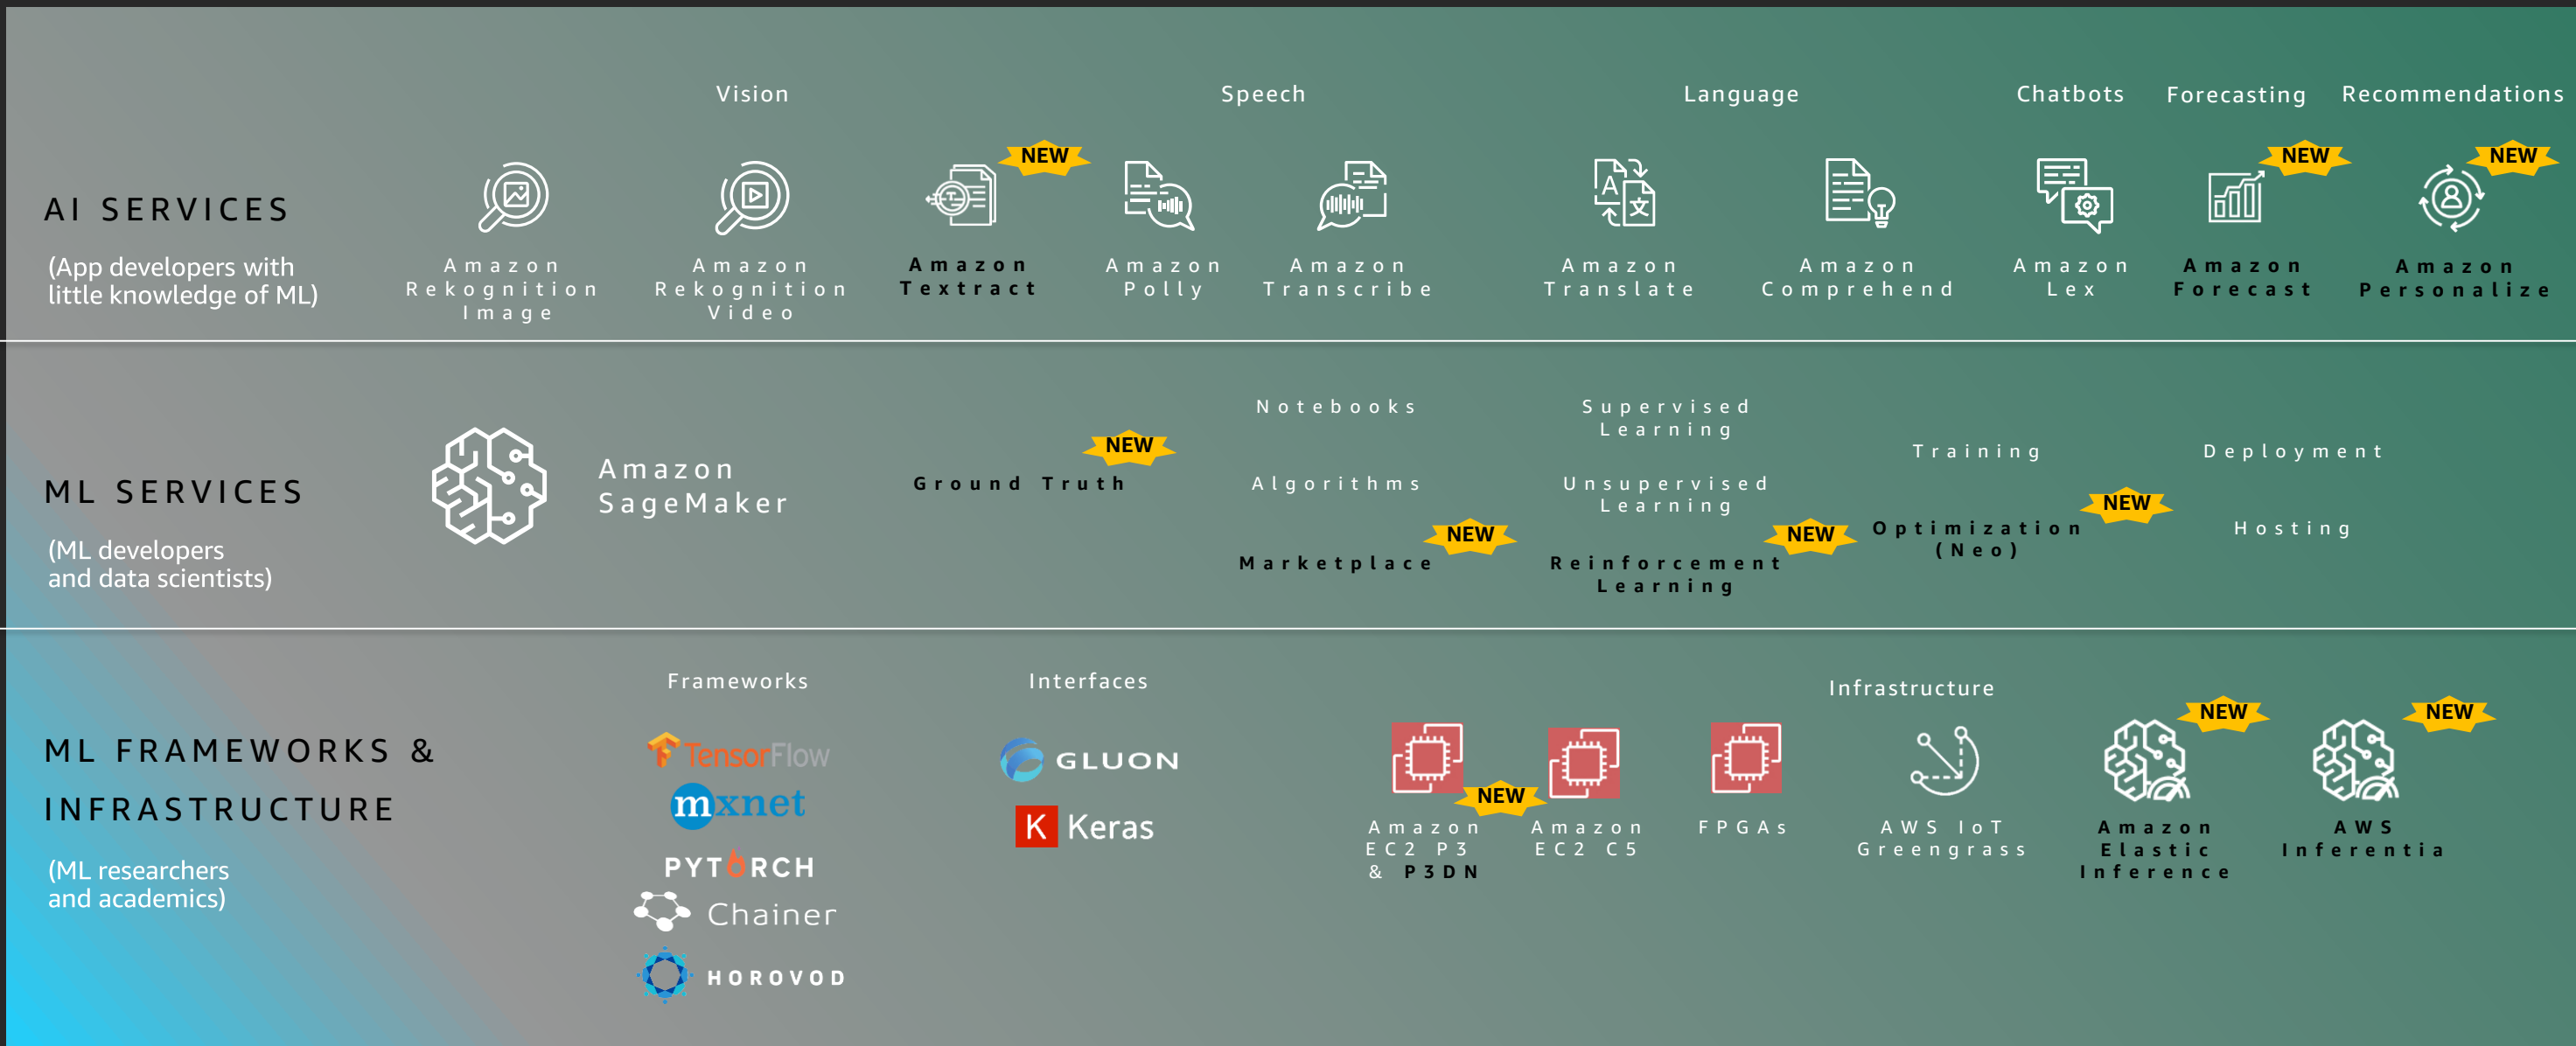 Vision
Speech
Language
Chatbots
Forecasting
Recommendations
NEW
NEW
NEW
A
文
T
AI SERVICES
(App developers with
little knowledge of ML)
Amazon
Rekognition
Image
Amazon
Rekognition
Video
Amazon
Textract
Amazon
Polly
Amazon
Transcribe
Amazon
Translate
Amazon
Comprehend
Amazon
Lex
Amazon
Forecast
Amazon
Personalize
ML SERVICES
(ML developers
and data scientists)
Amazon
SageMaker
NEW
Ground Truth
Notebooks
Algorithms
NEW
Marketplace
Supervised
Learning
Unsupervised
Learning
NEW
Reinforcement
Learning
Training
NEW
Optimization
(Neo)
Deployment
Hosting
ML FRAMEWORKS &
INFRASTRUCTURE
(ML researchers
and academics)
Frameworks
TensorFlow
mxnet
PYTORCH
Chainer
HOROVOD
Interfaces
GLUON
K Keras
Infrastructure
NEW
Amazon
EC2 P3
& P3DN
Amazon
EC2 C5
FPGAs
AWS IoT
Greengrass
NEW
Amazon
Elastic
Inference
NEW
AWS
Inferentia